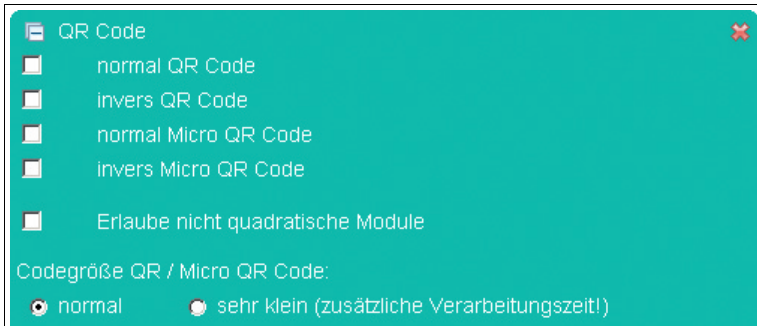 QR Code
normal QR Code
invers QR Code
normal Micro QR Code
invers Micro QR Code
Erlaube nicht quadratische Module
Codegröße QR / Micro QR Code:
normal sehr klein (zusätzliche Verarbeitungszeit!)